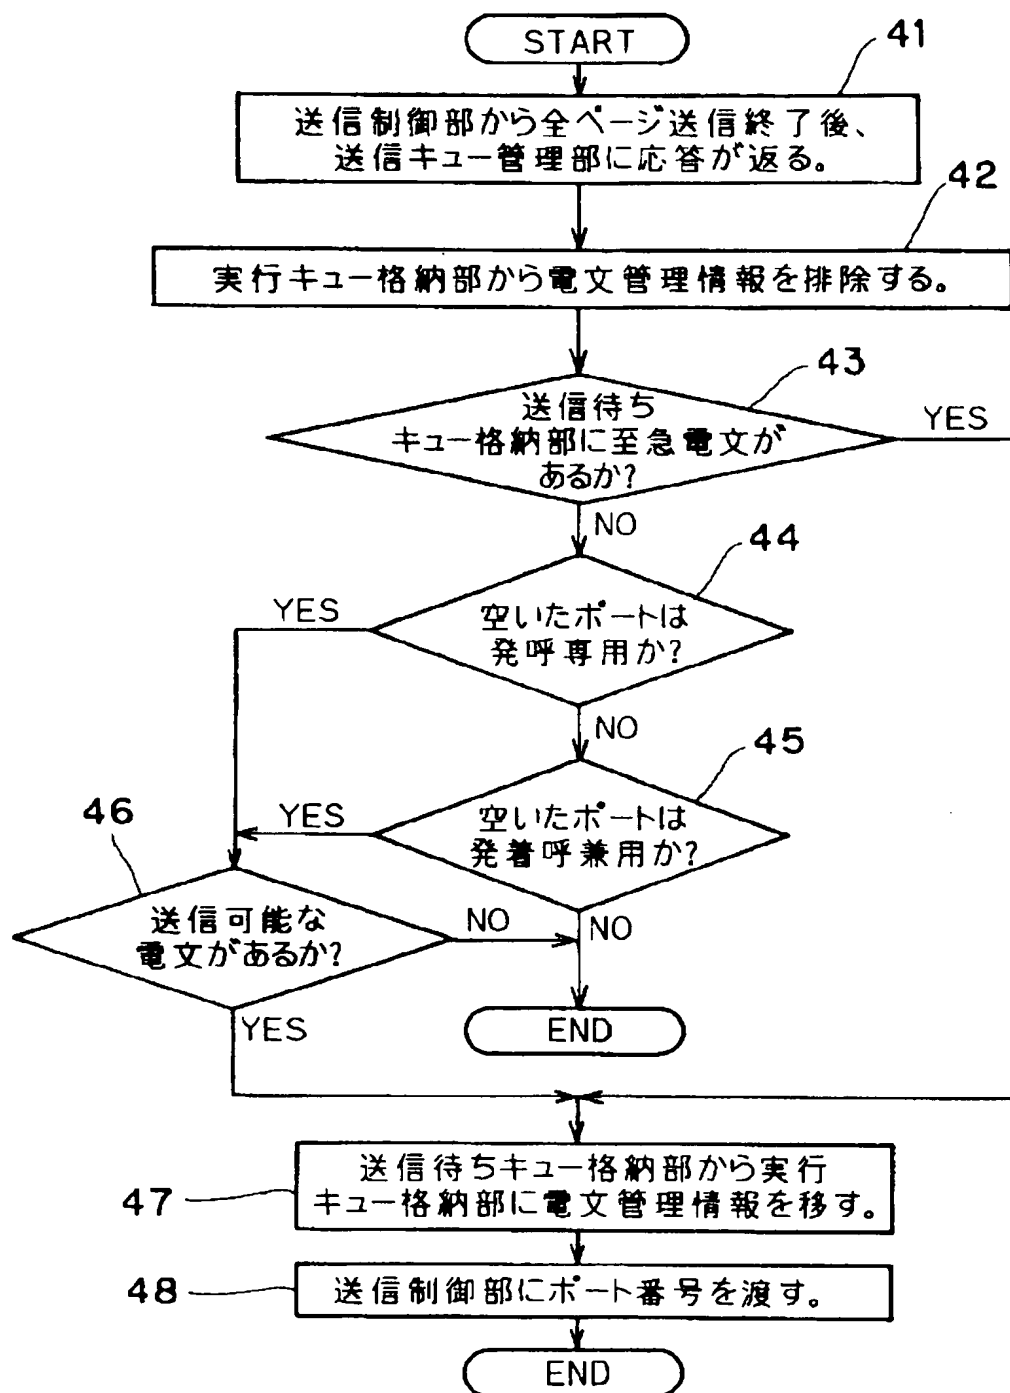 START
41
送信制御部から全ページ送信終了後、
送信キュー管理部に応答が返る。
42
実行キュー格納部から電文管理情報を排除する。
43
送信待ち
キュー格納部に至急電文が
あるか?
YES
NO
44
空いたポートは
発呼専用か?
YES
NO
45
空いたポートは
発着呼兼用か?
YES
NO
46
送信可能な
電文があるか?
NO
YES
END
47
送信待ちキュー格納部から実行
キュー格納部に電文管理情報を移す。
48
送信制御部にポート番号を渡す。
END